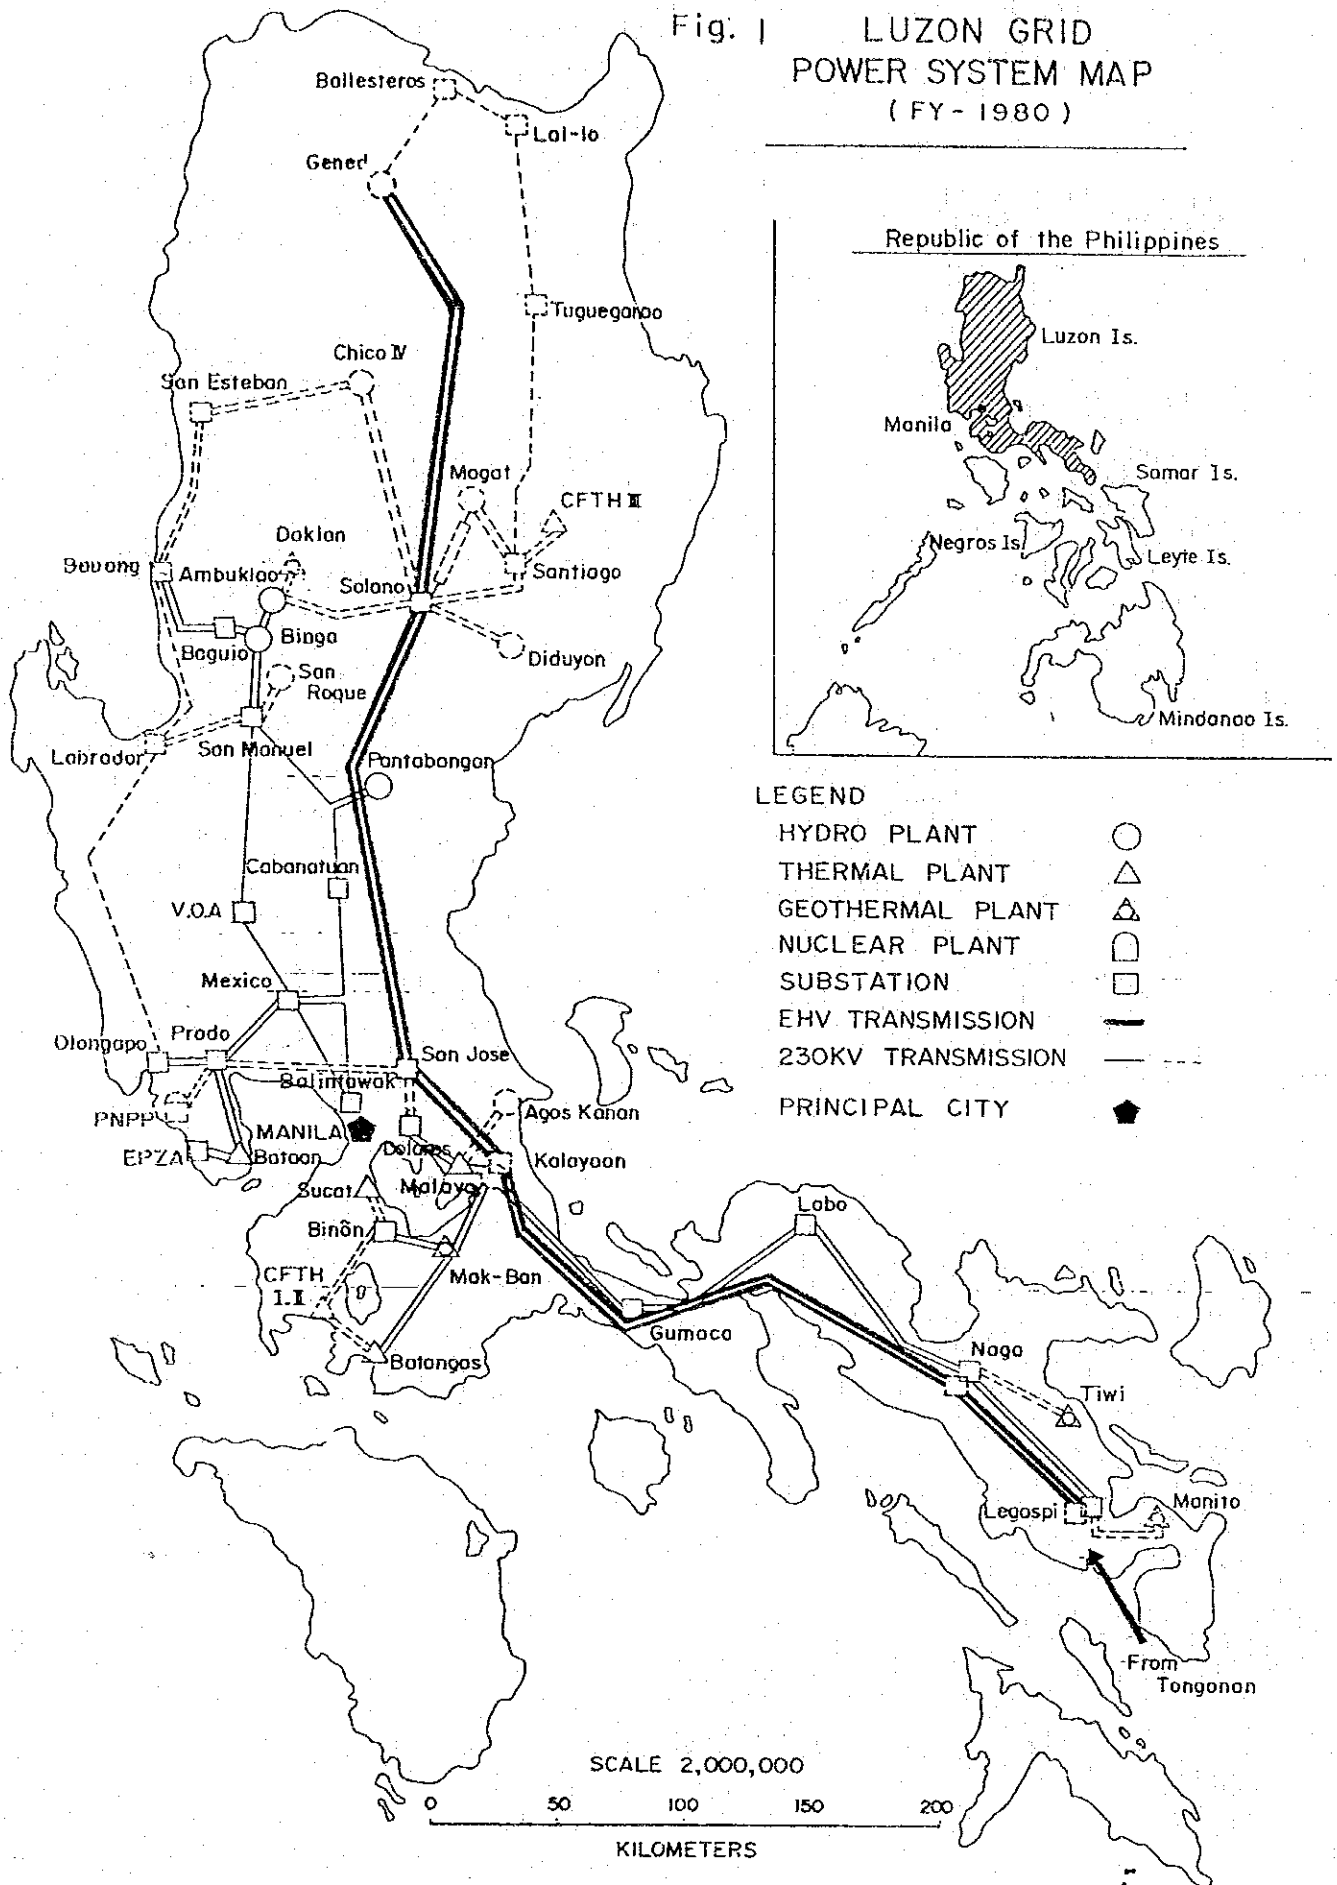 Fig. 1 LUZON GRID
POWER SYSTEM MAP
( FY - 1980 )
Ballesteros
Lal-lo
Gened
Republic of the Philippines
Luzon Is.
Manila
Samar Is.
Negros Is.
Leyte Is.
Mindanao Is.
Tuguegarao
Chico IV
San Esteban
Magat
CFTH III
Daklan
Bauang
Ambuklao
Solano
Santiago
Binga
Baguio
Diduyon
San
Roque
Labrador
San Manuel
Pantabangan
LEGEND
HYDRO PLANT
THERMAL PLANT
GEOTHERMAL PLANT
NUCLEAR PLANT
SUBSTATION
EHV TRANSMISSION
230KV TRANSMISSION
PRINCIPAL CITY
Cabanatuan
V.O.A
Mexico
Olongapo
Prado
San Jose
Balintawak
PNPP
Agos Kanan
MANILA
EPZA
Bataan
Dolores
Kalayaan
Sucat
Malaya
Labo
Binõn
CFTH
I.II
Mak-Ban
Gumaca
Batangas
Naga
Tiwi
Legaspi
Manito
From
Tongonan
SCALE 2,000,000
0 50 100 150 200
KILOMETERS